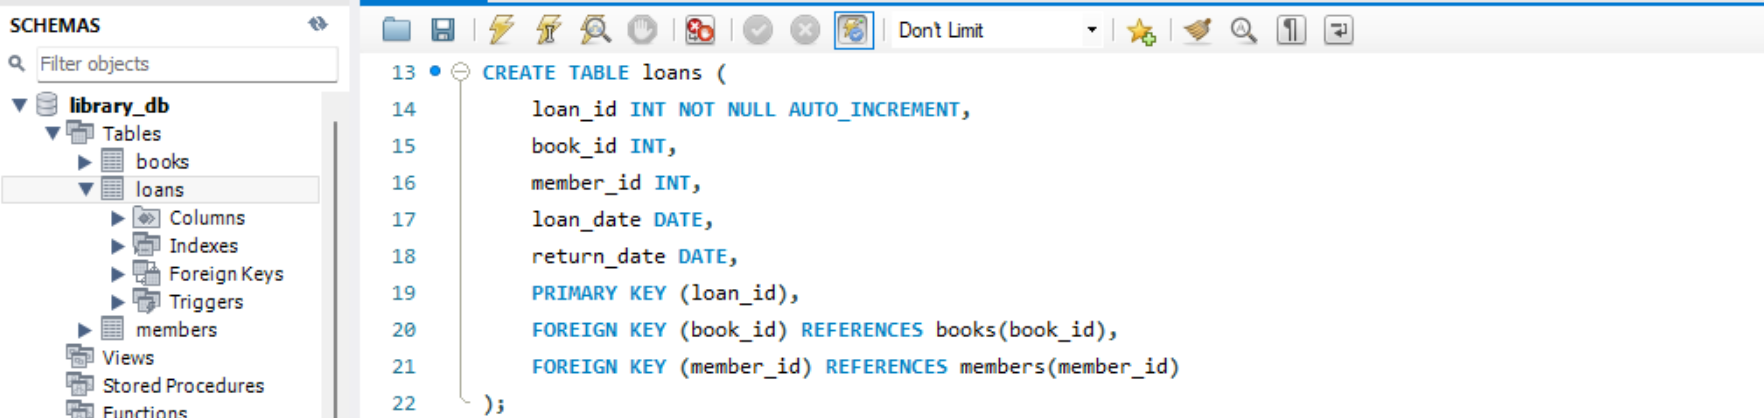 SCHEMAS
Filter objects
library_db
Tables
books
loans
Columns
Indexes
Foreign Keys
Triggers
members
Views
Stored Procedures
Functions
Don't Limit
13 CREATE TABLE loans (
14 loan_id INT NOT NULL AUTO_INCREMENT,
15 book_id INT,
16 member_id INT,
17 loan_date DATE,
18 return_date DATE,
19 PRIMARY KEY (loan_id),
20 FOREIGN KEY (book_id) REFERENCES books(book_id),
21 FOREIGN KEY (member_id) REFERENCES members(member_id)
22 );